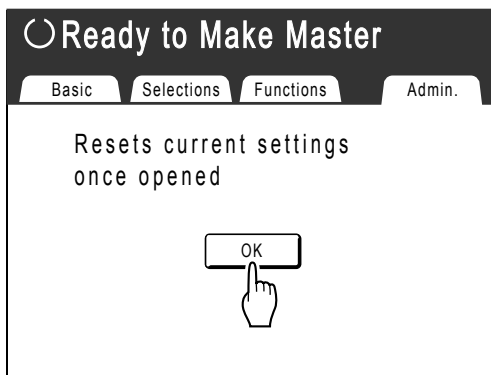 Ready to Make Master
Basic Selections Functions Admin.
Resets current settings
once opened
OK